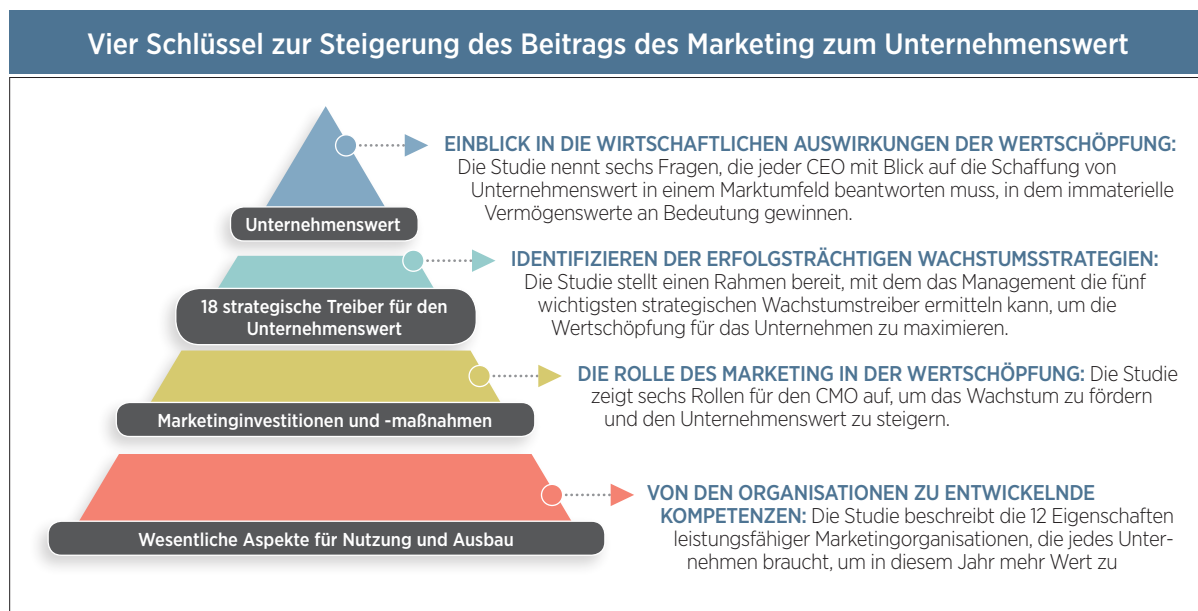 Vier Schlüssel zur Steigerung des Beitrags des Marketing zum Unternehmenswert
EINBLICK IN DIE WIRTSCHAFTLICHEN AUSWIRKUNGEN DER WERTSCHÖPFUNG:
Die Studie nennt sechs Fragen, die jeder CEO mit Blick auf die Schaffung von
Unternehmenswert in einem Marktumfeld beantworten muss, in dem immaterielle
Vermögenswerte an Bedeutung gewinnen.
Unternehmenswert
IDENTIFIZIEREN DER ERFOLGSTRÄCHTIGEN WACHSTUMSSTRATEGIEN:
Die Studie stellt einen Rahmen bereit, mit dem das Management die fünf
wichtigsten strategischen Wachstumstreiber ermitteln kann, um die
Wertschöpfung für das Unternehmen zu maximieren.
18 strategische Treiber für den
Unternehmenswert
DIE ROLLE DES MARKETING IN DER WERTSCHÖPFUNG: Die Studie
zeigt sechs Rollen für den CMO auf, um das Wachstum zu fördern
und den Unternehmenswert zu steigern.
Marketinginvestitionen und -maßnahmen
VON DEN ORGANISATIONEN ZU ENTWICKELNDE
KOMPETENZEN: Die Studie beschreibt die 12 Eigenschaften
leistungsfähiger Marketingorganisationen, die jedes Unter-
nehmen braucht, um in diesem Jahr mehr Wert zu
Wesentliche Aspekte für Nutzung und Ausbau